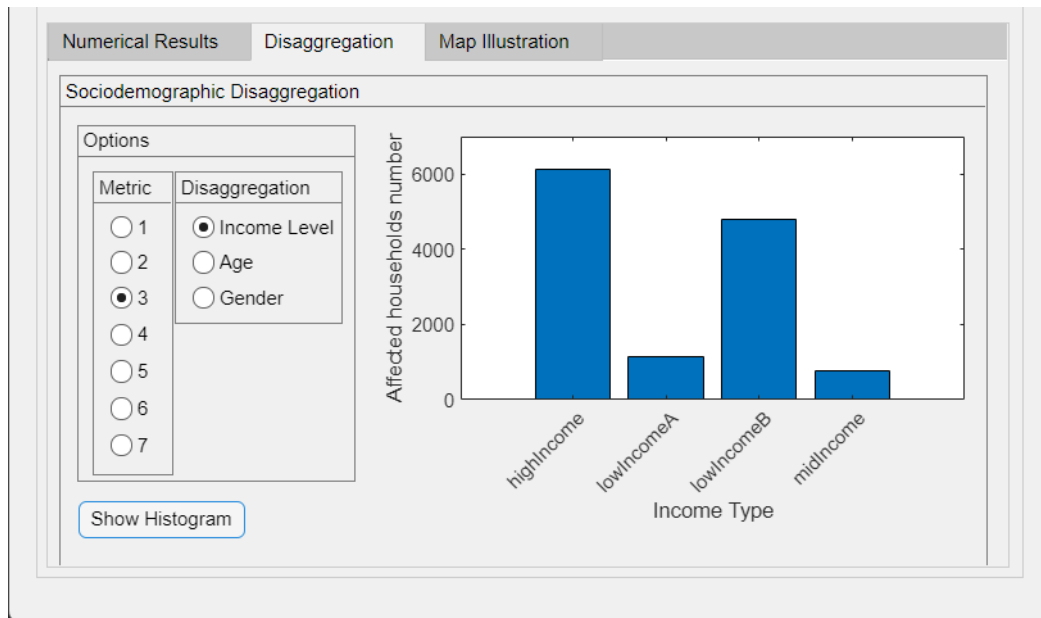 Numerical Results Disaggregation Map Illustration
Sociodemographic Disaggregation
Options
Metric Disaggregation
1 Income Level
2 Age
3 Gender
4
5
6
7
Show Histogram
Affected households number
6000
4000
2000
0
highIncome lowIncomeA lowIncomeB midIncome
Income Type